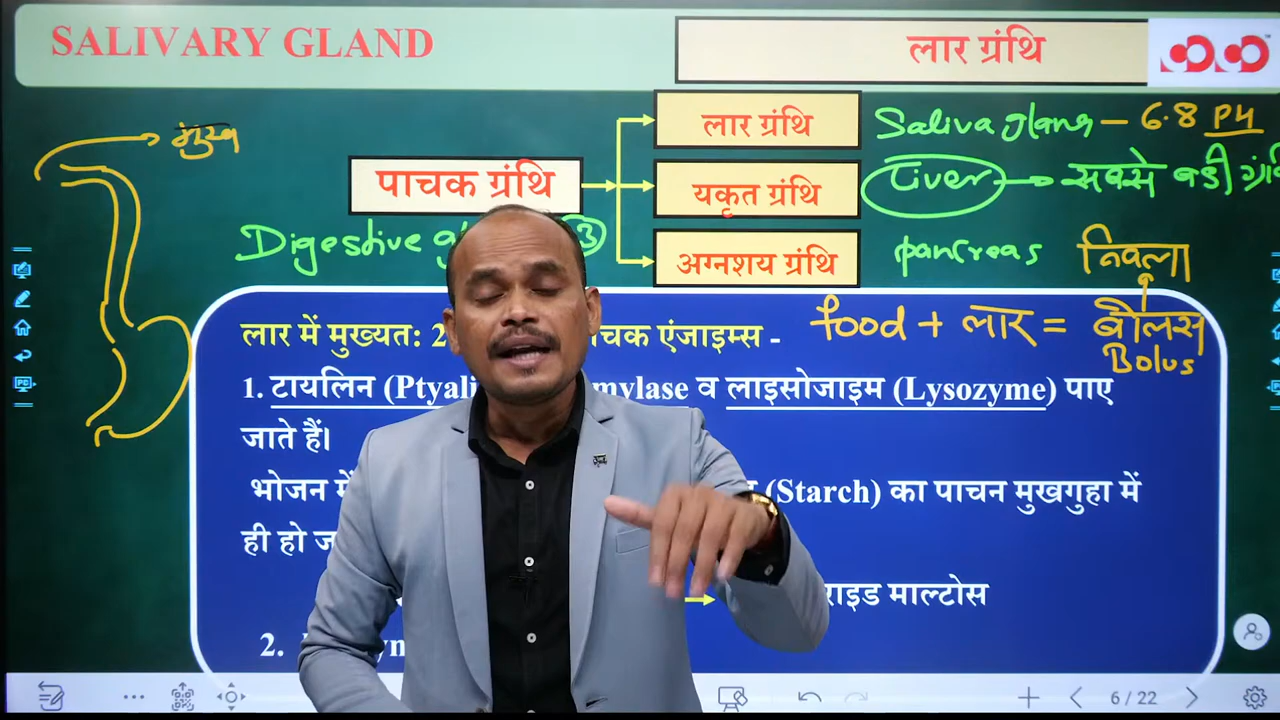 SALIVARY GLAND
लार ग्रंथि
मुख
पाचक ग्रंथि
लार ग्रंथि
Saliva gland – 6.8 PH
यकृत ग्रंथि
Liver → सबसे बडी
अग्नशय ग्रंथि
pancreas
Digestive
3
निवाला
food + लार = बौलस
Bolus
लार में मुख्यत: 2 पाचक एंजाइम्स -
1. टायलिन (Ptyali mylase व लाइसोजाइम (Lysozyme) पाए
जाते हैं।
भोजन में (Starch) का पाचन मुखगुहा में
ही हो
राइड माल्टोस
2.
6 / 22